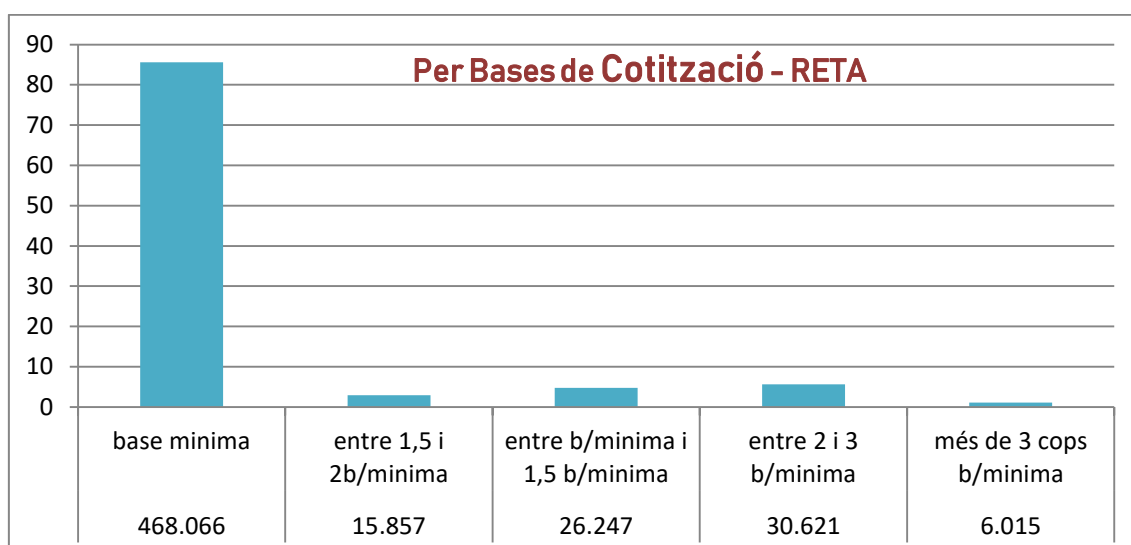 Per Bases de Cotització - RETA
90
80
70
60
50
40
30
20
10
0
base minima
entre 1,5 i
2b/minima
entre b/minima i
1,5 b/minima
entre 2 i 3
b/minima
més de 3 cops
b/minima
468.066
15.857
26.247
30.621
6.015